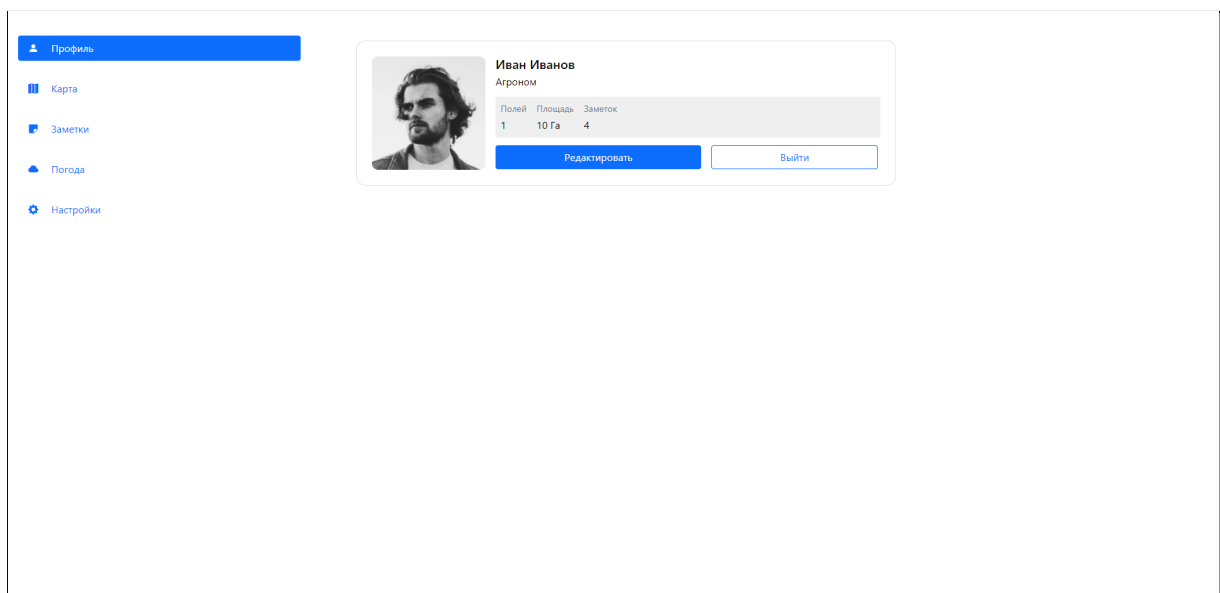 Профиль
Карта
Заметки
Погода
Настройки
Иван Иванов
Агроном
Полей Площадь Заметок
1 10 Га 4
Редактировать Выйти